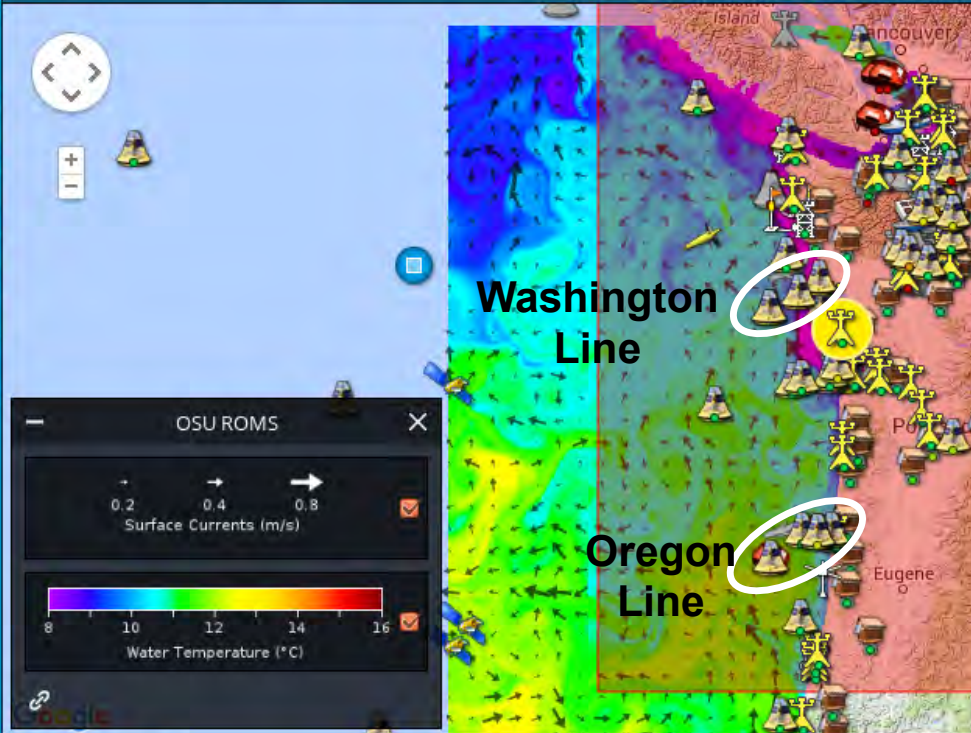 Island
ancouver
Washington
Line
OSU ROMS
0.2 0.4 0.8
Surface Currents (m/s)
8 10 12 14 16
Water Temperature (°C)
Oregon
Line
Eugene
Google